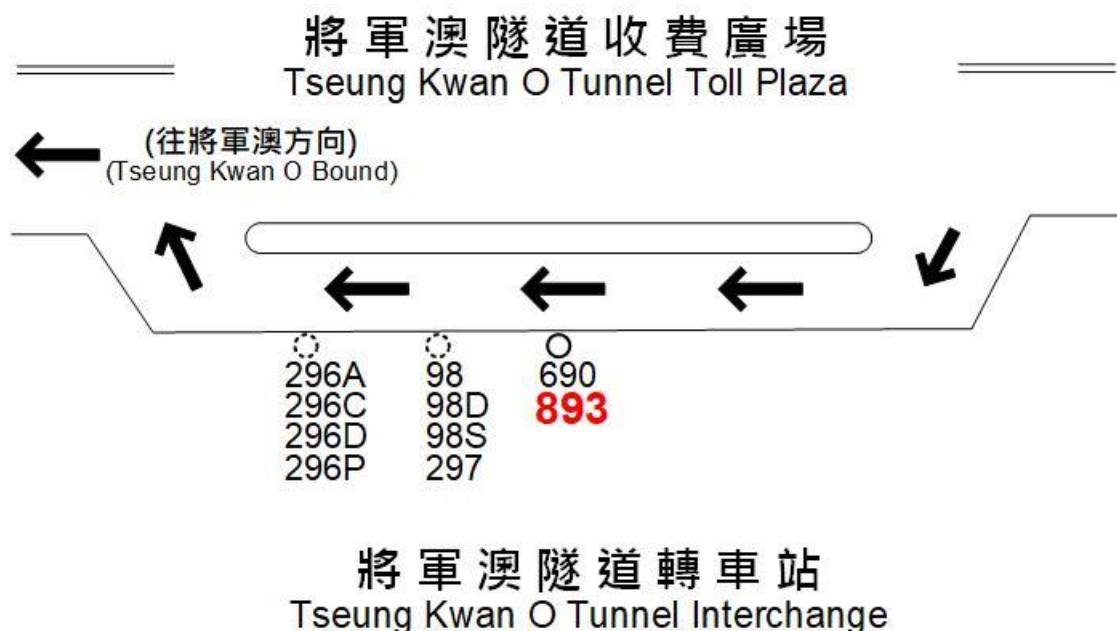 將軍澳隧道收費廣場
Tseung Kwan O Tunnel Toll Plaza
(往將軍澳方向)
(Tseung Kwan O Bound)
296A 98 690
296C 98D 893
296D 98S
296P 297
將軍澳隧道轉車站
Tseung Kwan O Tunnel Interchange